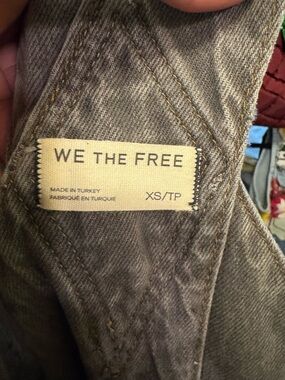 WE THE FREE
MADE IN TURKEY
FABRIQUÉ EN TURQUIE
XS/TP